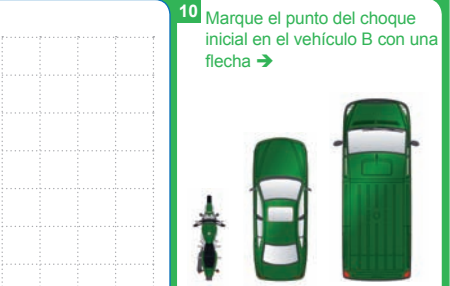 10
Marque el punto del choque
inicial en el vehículo B con una
flecha ➔